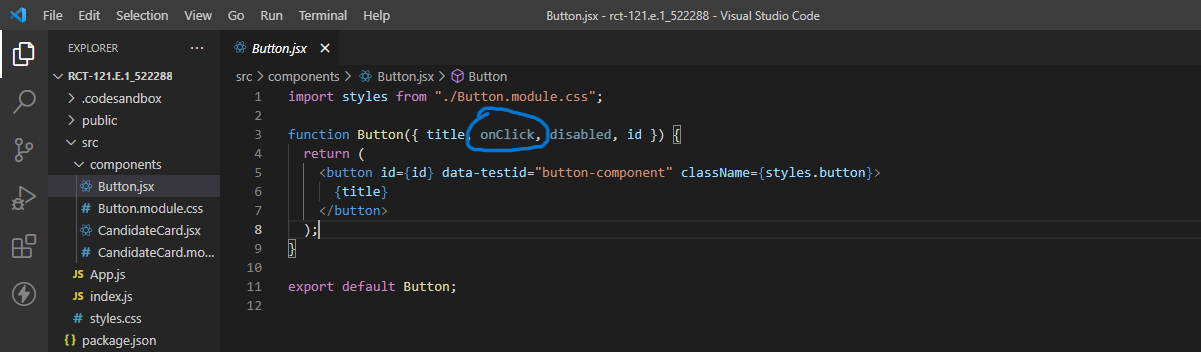 File Edit Selection View Go Run Terminal Help Button.jsx - rct-121.e.1_522288 - Visual Studio Code
EXPLORER ···
Button.jsx
RCT-121.E.1_522288
.codesandbox
public
src
components
Button.jsx
# Button.module.css
CandidateCard.jsx
# CandidateCard.mo...
JS App.js
JS index.js
# styles.css
{} package.json
src > components > Button.jsx > Button
1 import styles from "./Button.module.css";
2
3 function Button({ title, onClick, disabled, id }) {
4 return (
5 <button id={id} data-testid="button-component" className={styles.button}>
6 {title}
7 </button>
8 );
9 }
10
11 export default Button;
12